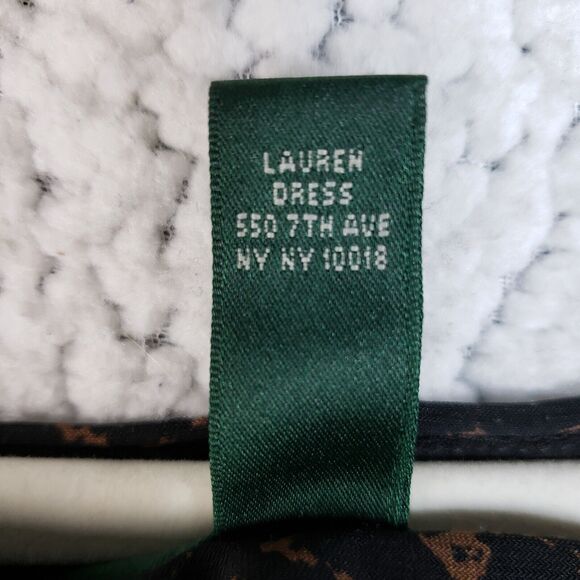 LAUREN
DRESS
550 7TH AVE
NY NY 10018